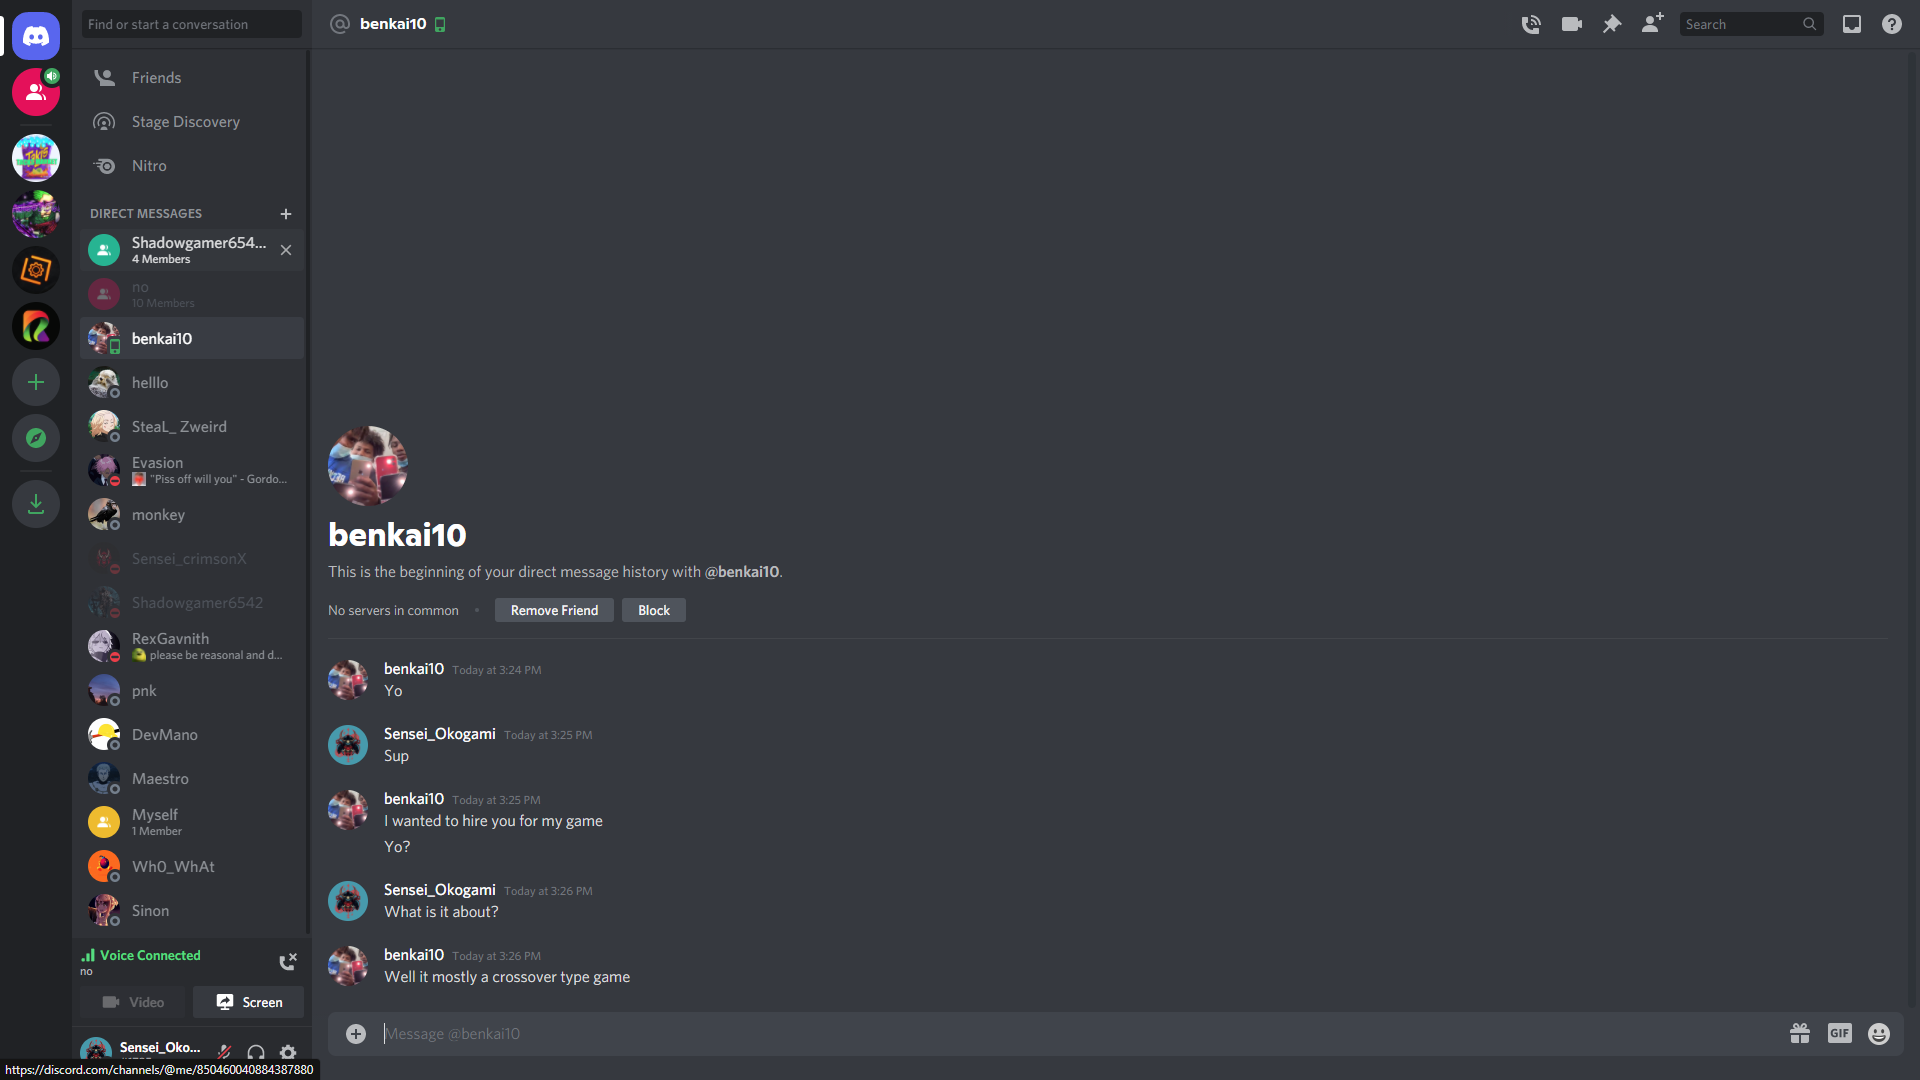 Find or start a conversation
Friends
Stage Discovery
Nitro
DIRECT MESSAGES
Shadowgamer654...
4 Members
no
10 Members
benkai10
helllo
SteaL_ Zweird
Evasion
"Piss off will you" - Gordo...
monkey
Sensei_crimsonX
Shadowgamer6542
RexGavnith
please be reasonal and d...
pnk
DevMano
Maestro
Myself
1 Member
Wh0_WhAt
Sinon
Voice Connected
no
Video
Screen
Sensei_Oko...
https://discord.com/channels/@me/850460040884387880
benkai10
Search
benkai10
This is the beginning of your direct message history with @benkai10.
No servers in common
Remove Friend
Block
benkai10 Today at 3:24 PM
Yo
Sensei_Okogami Today at 3:25 PM
Sup
benkai10 Today at 3:25 PM
I wanted to hire you for my game
Yo?
Sensei_Okogami Today at 3:26 PM
What is it about?
benkai10 Today at 3:26 PM
Well it mostly a crossover type game
Message @benkai10
GIF